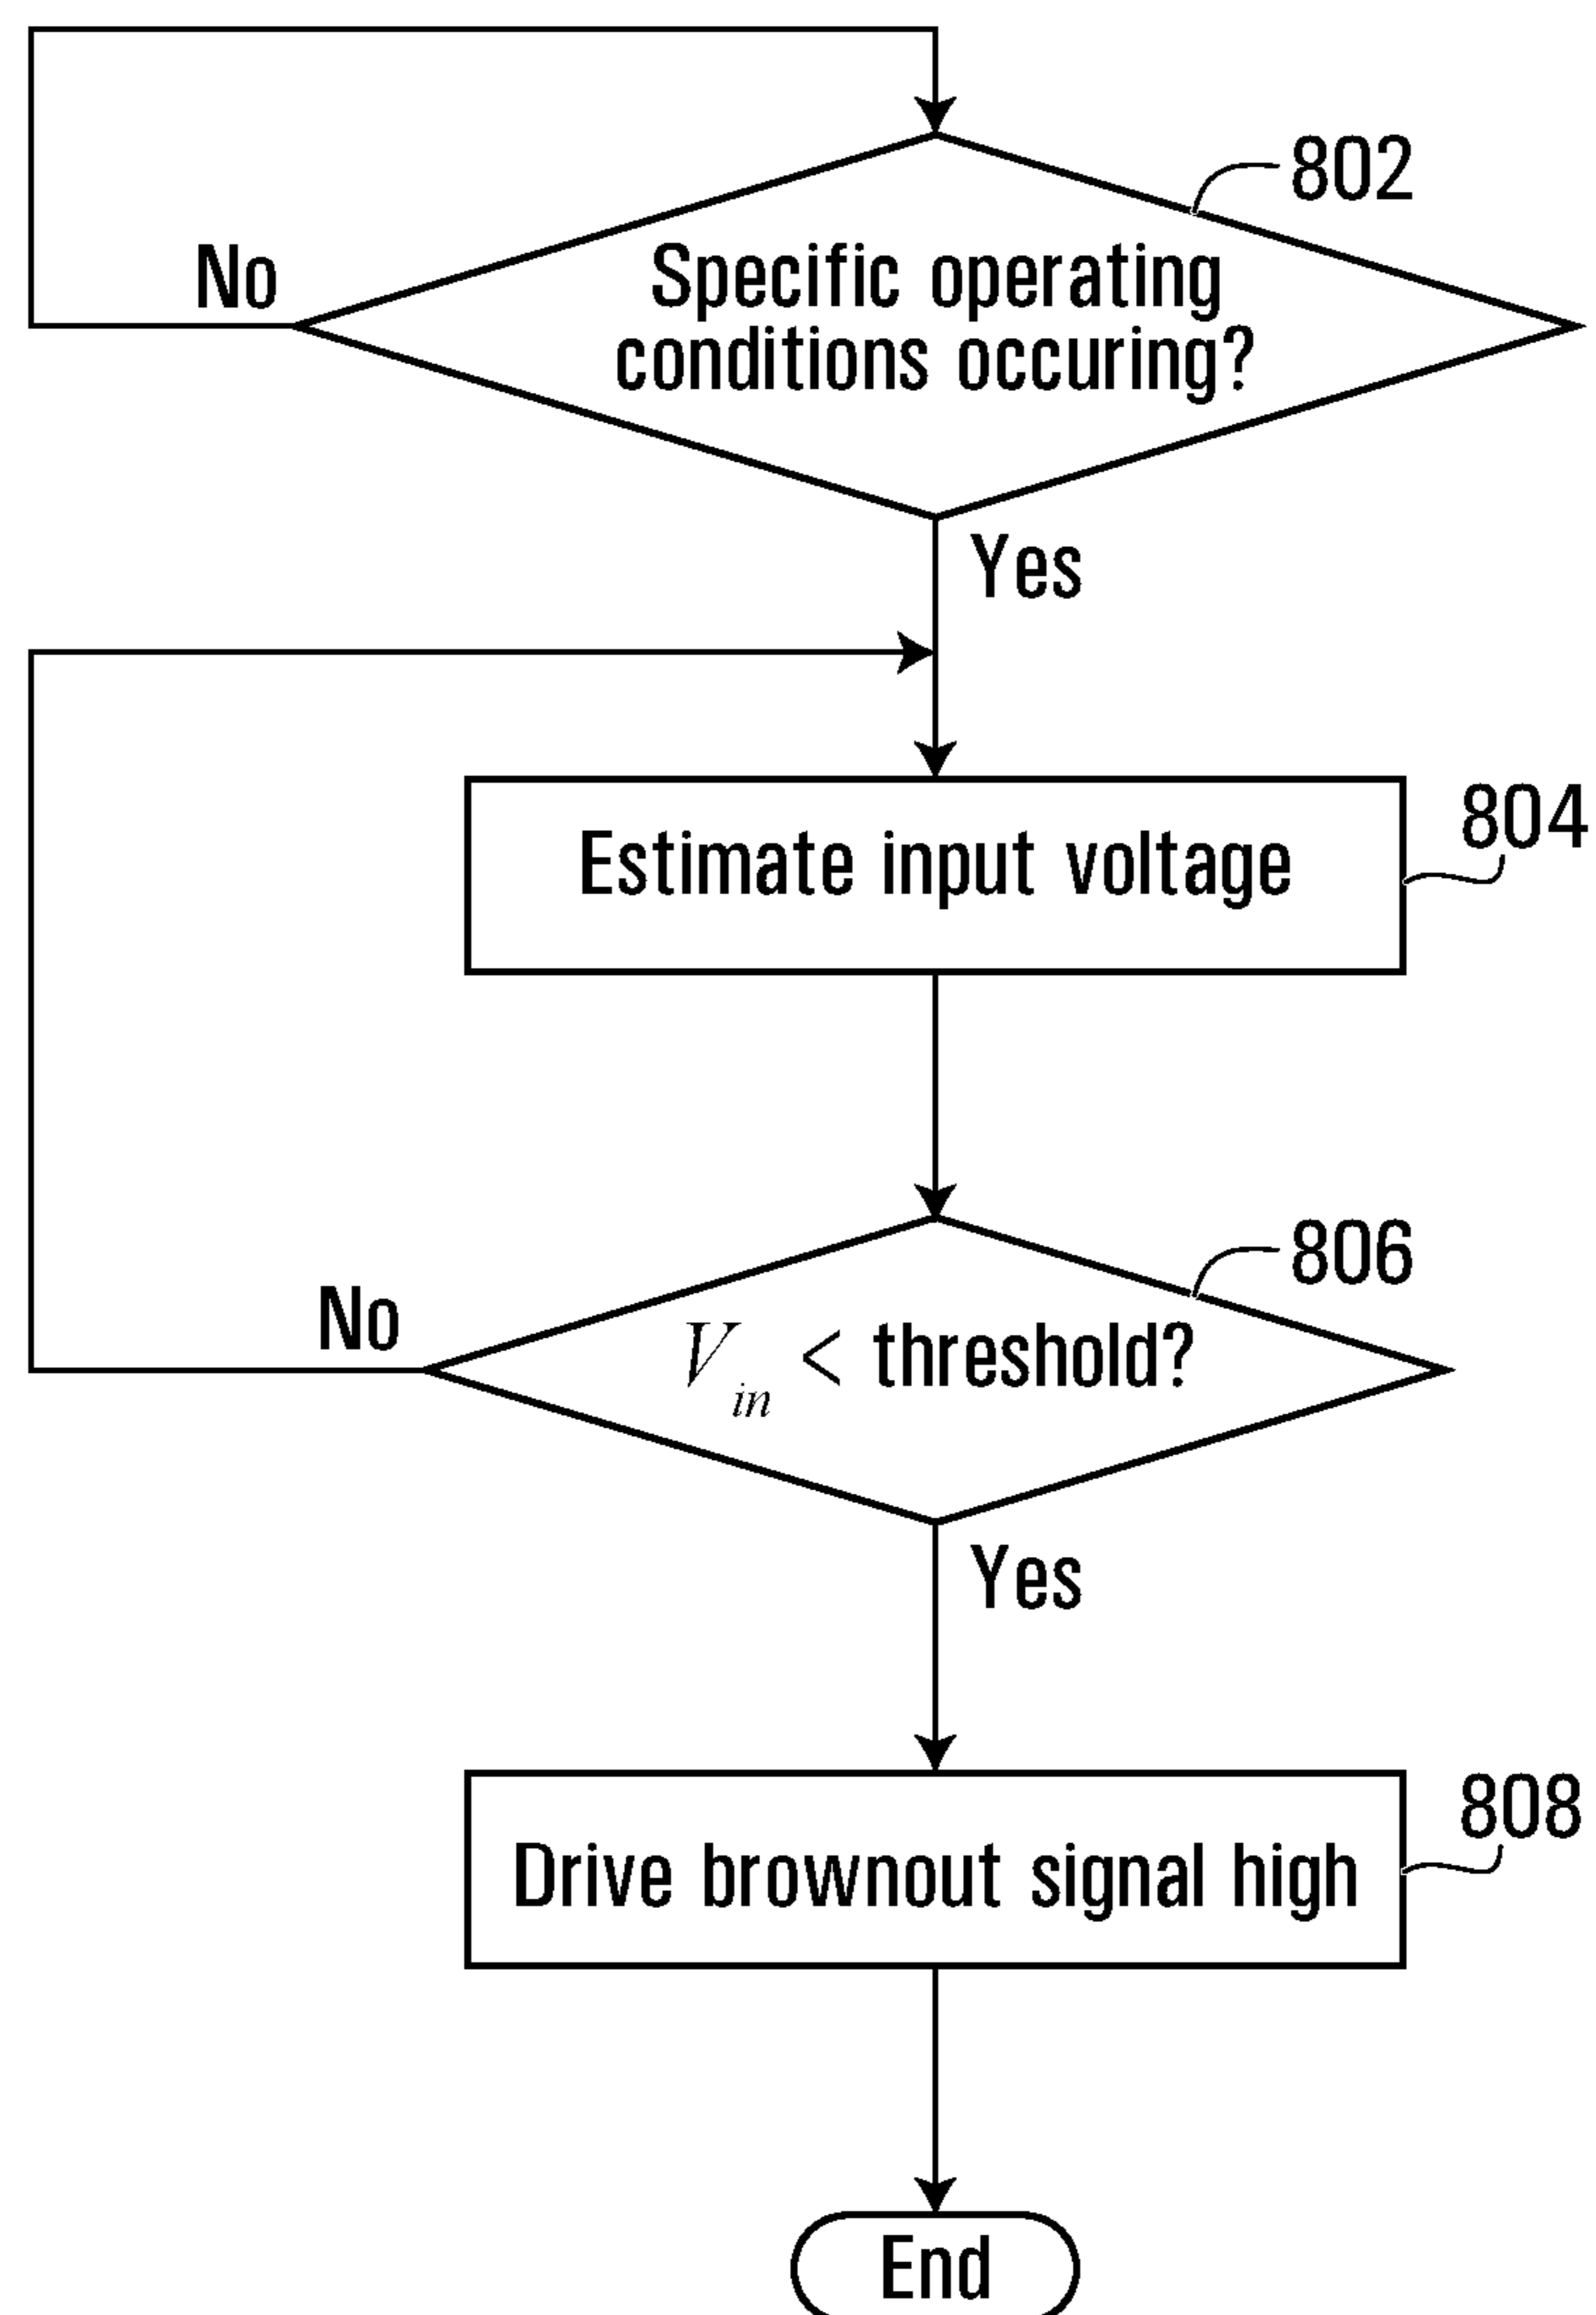 802
Specific operating
conditions occuring?
No
Yes
804
Estimate input voltage
806
V_in < threshold?
No
Yes
808
Drive brownout signal high
End